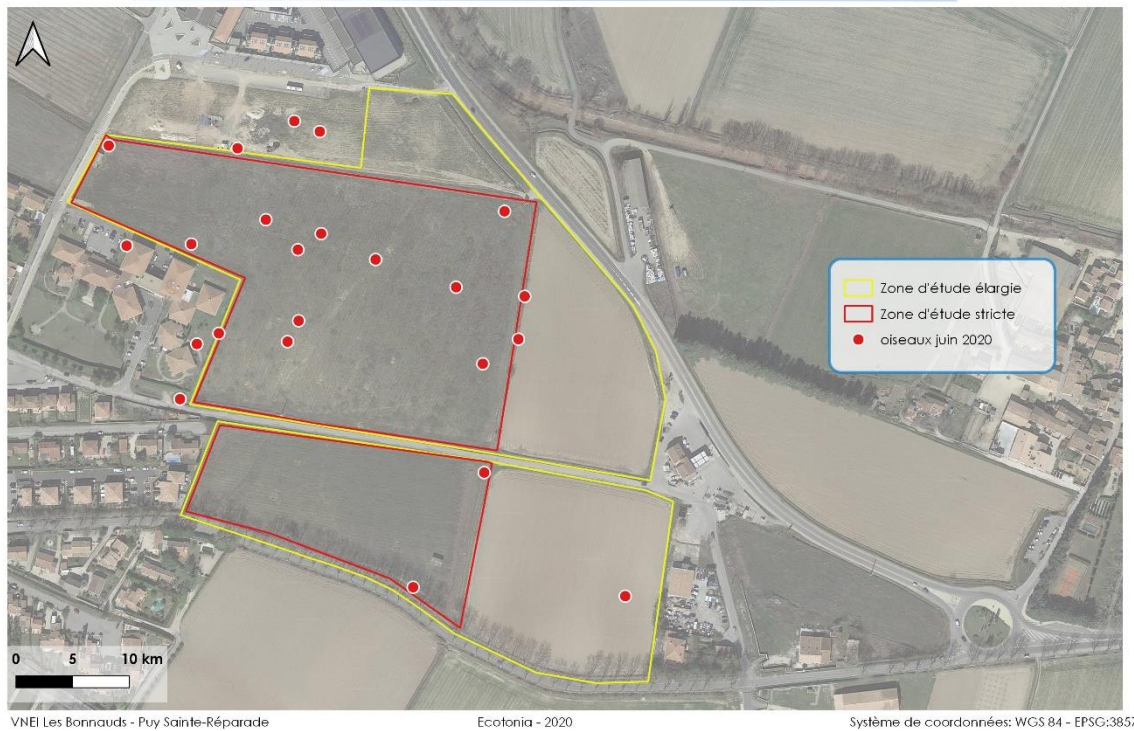 Zone d'étude élargie
Zone d'étude stricte
oiseaux juin 2020
0 5 10 km
VNEI Les Bonnauds - Puy Sainte-Réparade Ecotonia - 2020 Système de coordonnées: WGS 84 - EPSG:3857